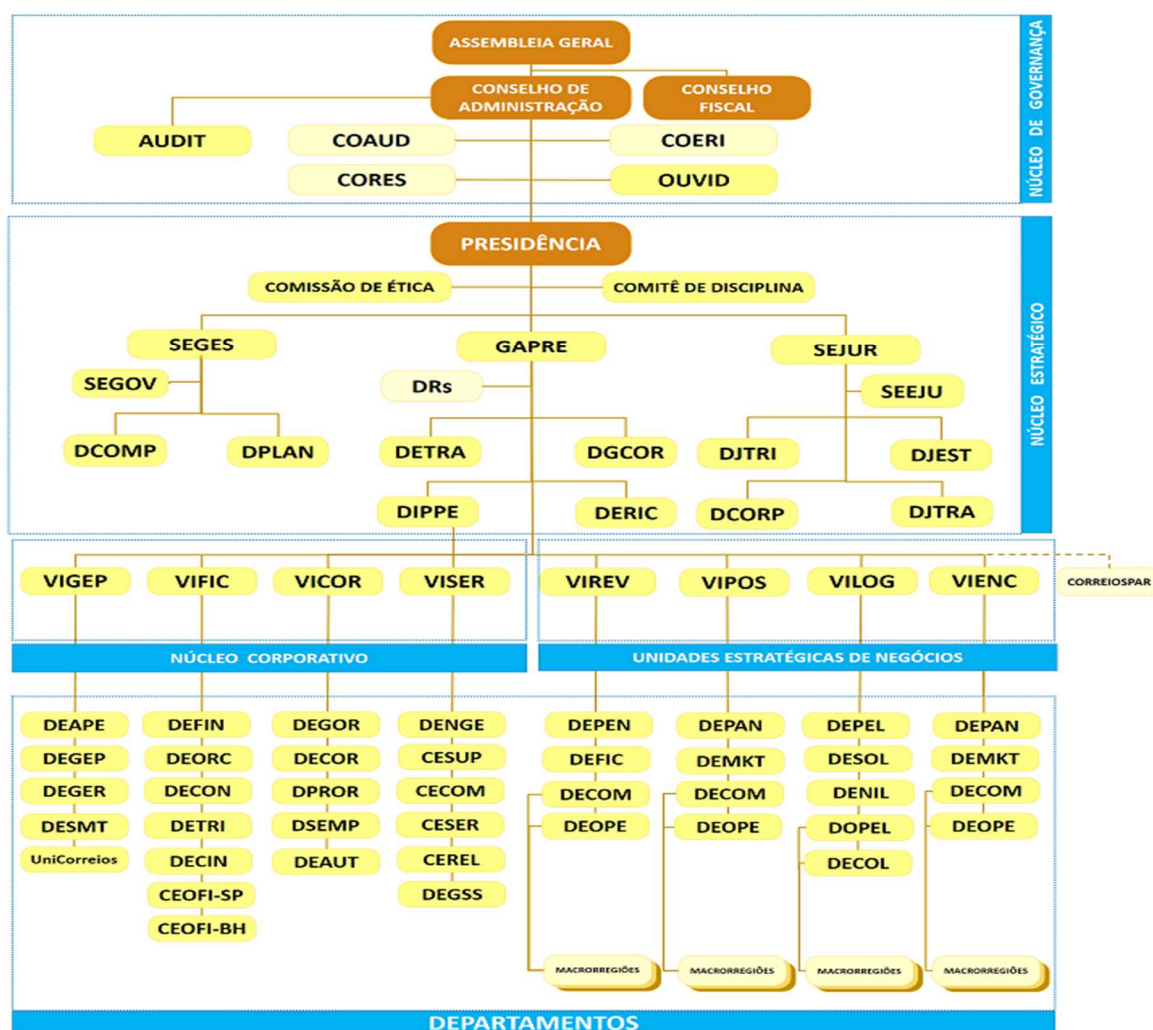 ASSEMBLEIA GERAL
CONSELHO DE
ADMINISTRAÇÃO
CONSELHO
FISCAL
AUDIT
COAUD
COERI
CORES
OUVID
NÚCLEO DE GOVERNANÇA
PRESIDÊNCIA
COMISSÃO DE ÉTICA
COMITÊ DE DISCIPLINA
SEGES
GAPRE
SEJUR
SEGOV
DRs
SEEJU
DCOMP
DPLAN
DETRA
DGCOR
DJTRI
DJEST
DIPPE
DERIC
DCORP
DJTRA
NÚCLEO ESTRATÉGICO
VIGEP
VIFIC
VICOR
VISER
VIREV
VIPOS
VILOG
VIENC
CORREIOSPAR
NÚCLEO CORPORATIVO
UNIDADES ESTRATÉGICAS DE NEGÓCIOS
DEAPE
DEGEP
DEGER
DESMT
UniCorreios
DEFIN
DEORC
DECON
DETRI
DECIN
CEOFI-SP
CEOFI-BH
DEGOR
DECOR
DPROR
DSEMP
DEAUT
DENGE
CESUP
CECOM
CESER
CEREL
DEGSS
DEPEN
DEFIC
DECOM
DEOPE
MACRORREGIÕES
DEPAN
DEMKT
DECOM
DEOPE
MACRORREGIÕES
DEPEL
DESOL
DENIL
DOPEL
DECOL
MACRORREGIÕES
DEPAN
DEMKT
DECOM
DEOPE
MACRORREGIÕES
DEPARTAMENTOS